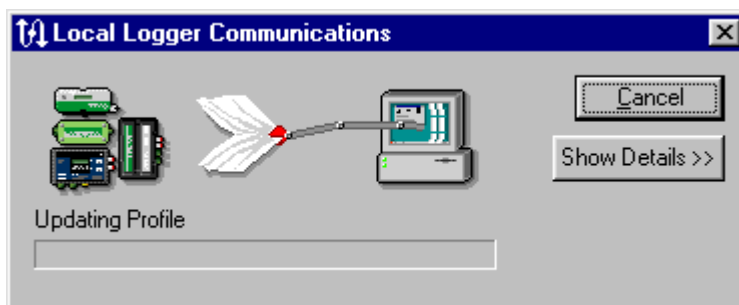 Local Logger Communications
Cancel
Show Details >>
Updating Profile